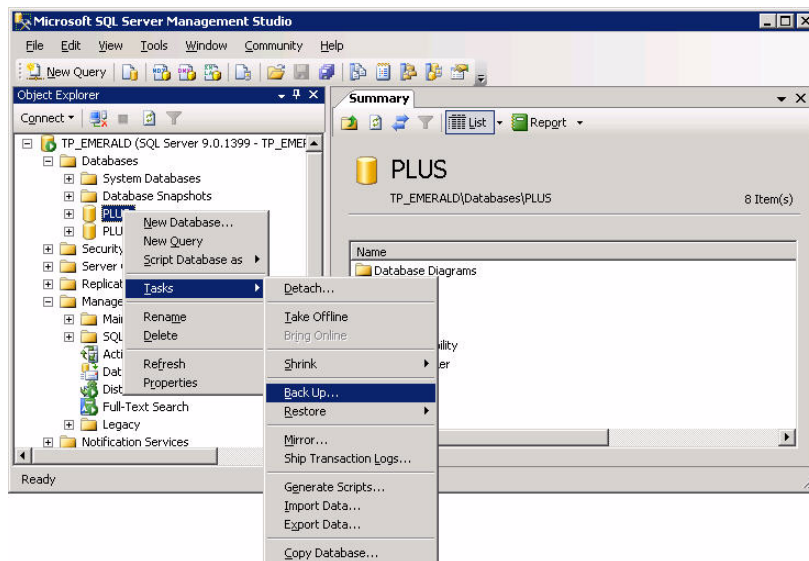 Microsoft SQL Server Management Studio
File Edit View Tools Window Community Help
New Query
Object Explorer
Connect
TP_EMERALD (SQL Server 9.0.1399 - TP_EMER
Databases
System Databases
Database Snapshots
PLUS
PLU
Security
Server
Replicat
Manage
Mai
SQL
Acti
Dat
Dist
Full-Text Search
Legacy
Notification Services
Ready
New Database...
New Query
Script Database as
Tasks
Rename
Delete
Refresh
Properties
Detach...
Take Offline
Bring Online
Shrink
Back Up...
Restore
Mirror...
Ship Transaction Logs...
Generate Scripts...
Import Data...
Export Data...
Copy Database...
Summary
List Report
PLUS
TP_EMERALD\Databases\PLUS 8 Item(s)
Name
Database Diagrams
ility
er